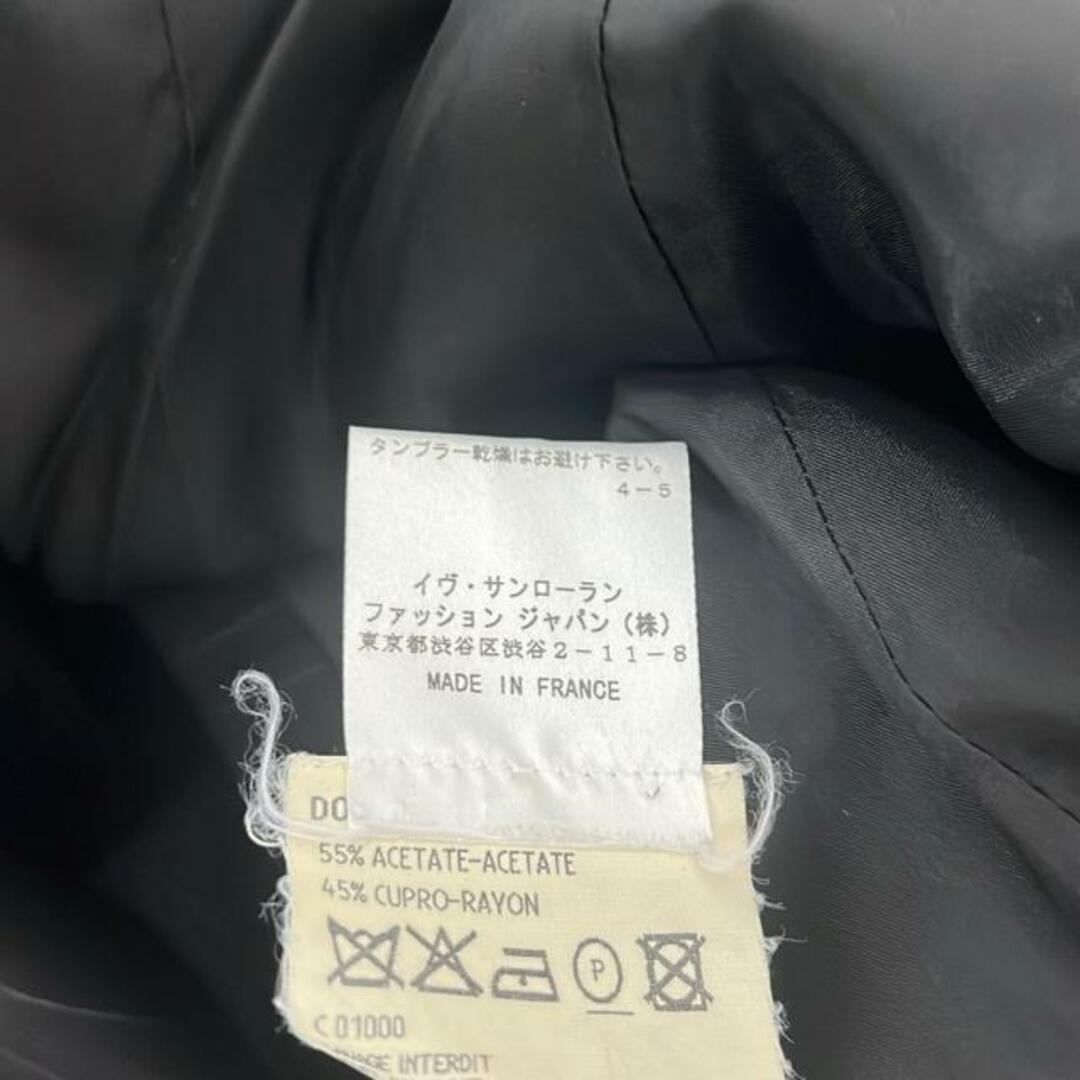 タンブラー乾燥はお避け下さい。
4-5
イヴ・サンローラン
ファッション ジャパン(株)
東京都渋谷区渋谷2-11-8
MADE IN FRANCE
55% ACETATE-ACETATE
45% CUPRO-RAYON
P
C 01000
INTERDIT